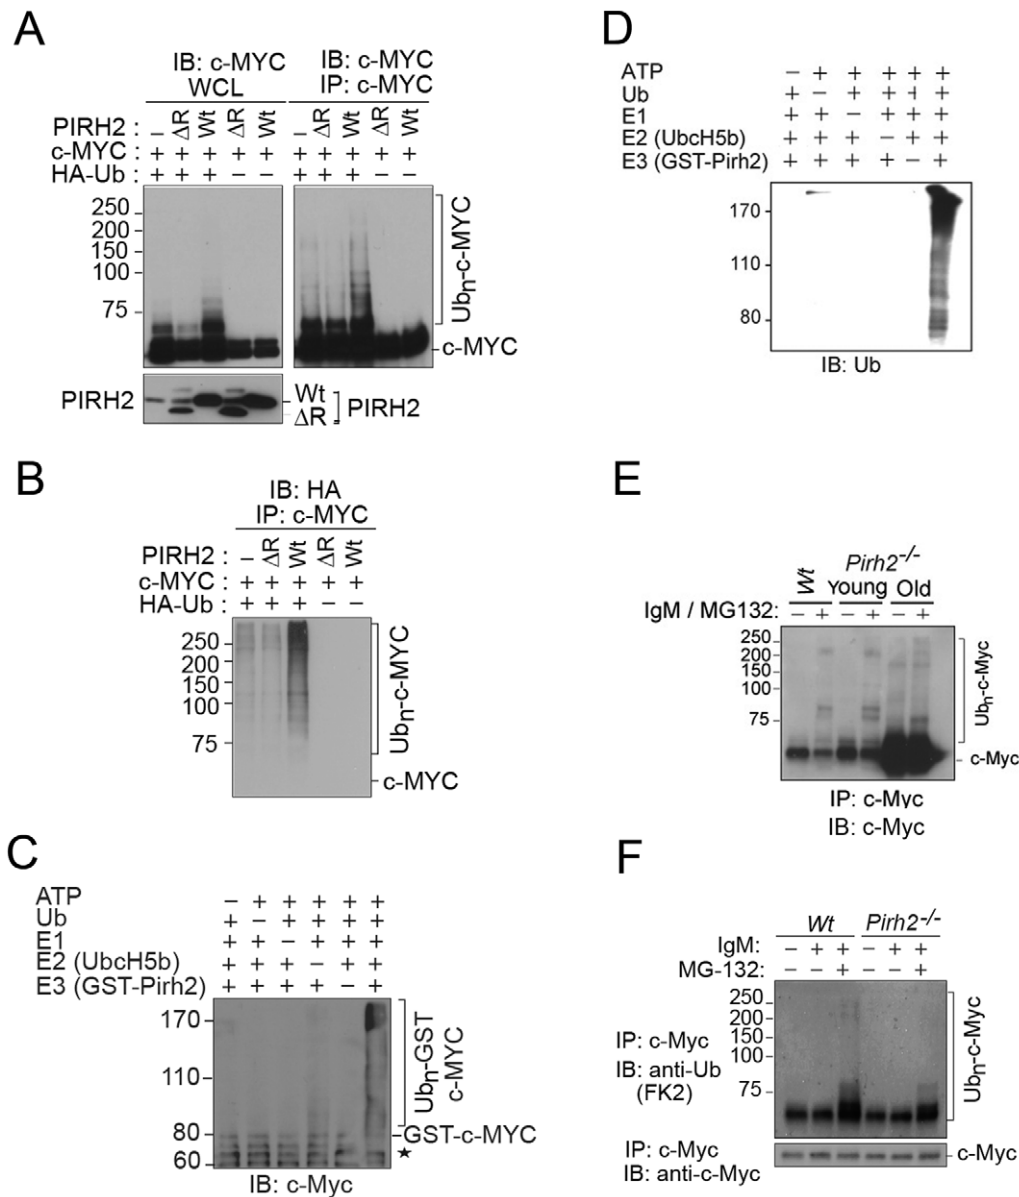 A
IB: c-MYC IB: c-MYC
WCL IP: c-MYC
PIRH2 : – ΔR Wt ΔR Wt – ΔR Wt ΔR Wt
c-MYC : + + + + + + + + + +
HA-Ub : + + + – – + + + – –
250
200
150
100
75
Ubn-c-MYC
c-MYC
PIRH2
Wt
ΔR
PIRH2
B
IB: HA
IP: c-MYC
PIRH2 : – ΔR Wt ΔR Wt
c-MYC : + + + + +
HA-Ub : + + + – –
250
200
150
100
75
Ubn-c-MYC
c-MYC
C
ATP – + + + + +
Ub + – + + + +
E1 + + – + + +
E2 (UbcH5b) + + + – + +
E3 (GST-Pirh2) + + + + – +
170
110
80
60
Ubn-GST
c-MYC
GST-c-MYC
★
IB: c-Myc
D
ATP – + + + + +
Ub + – + + + +
E1 + + – + + +
E2 (UbcH5b) + + + – + +
E3 (GST-Pirh2) + + + + – +
170
110
80
IB: Ub
E
Wt Pirh2-/-
Young Old
IgM / MG132: – + – + – +
250
200
150
100
75
Ubn-c-Myc
c-Myc
IP: c-Myc
IB: c-Myc
F
Wt Pirh2-/-
IgM: – + + – + +
MG-132: – – + – – +
250
200
150
100
75
IP: c-Myc
IB: anti-Ub
(FK2)
Ubn-c-Myc
IP: c-Myc
IB: anti-c-Myc
c-Myc